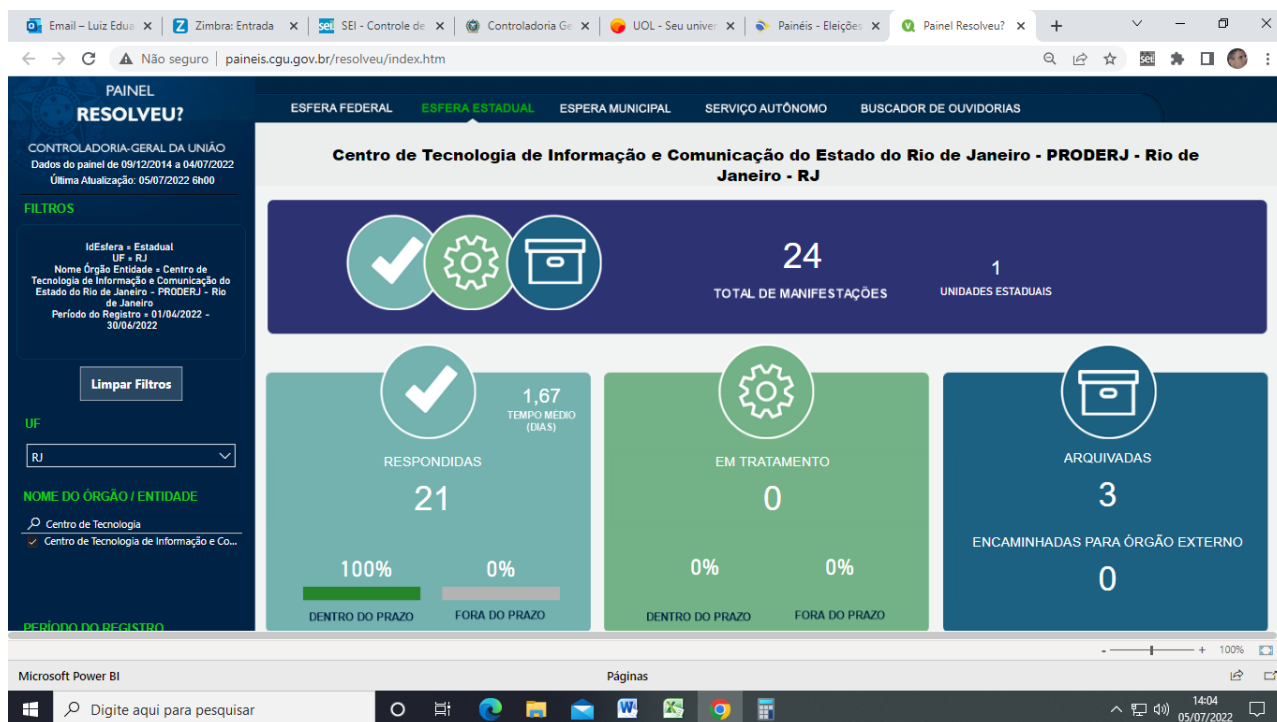 Email – Luiz Edua
Zimbra: Entrada
SEI - Controle de
Controladoria Ge
UOL - Seu univer
Painéis - Eleições
Painel Resolveu?
Não seguro
paineis.cgu.gov.br/resolveu/index.htm
PAINEL
RESOLVEU?
CONTROLADORIA-GERAL DA UNIÃO
Dados do painel de 09/12/2014 a 04/07/2022
Última Atualização: 05/07/2022 6h00
FILTROS
IdEsfera = Estadual
UF = RJ
Nome Órgão Entidade = Centro de
Tecnologia de Informação e Comunicação do
Estado do Rio de Janeiro - PRODERJ - Rio
de Janeiro
Período do Registro = 01/04/2022 -
30/06/2022
Limpar Filtros
UF
RJ
NOME DO ÓRGÃO / ENTIDADE
Centro de Tecnologia
Centro de Tecnologia de Informação e Co...
PERÍODO DO REGISTRO
ESFERA FEDERAL
ESFERA ESTADUAL
ESPERA MUNICIPAL
SERVIÇO AUTÔNOMO
BUSCADOR DE OUVIDORIAS
Centro de Tecnologia de Informação e Comunicação do Estado do Rio de Janeiro - PRODERJ - Rio de
Janeiro - RJ
24
TOTAL DE MANIFESTAÇÕES
1
UNIDADES ESTADUAIS
1,67
TEMPO MÉDIO
(DIAS)
RESPONDIDAS
21
100%
0%
DENTRO DO PRAZO
FORA DO PRAZO
EM TRATAMENTO
0
0%
0%
DENTRO DO PRAZO
FORA DO PRAZO
ARQUIVADAS
3
ENCAMINHADAS PARA ÓRGÃO EXTERNO
0
- + 100%
Microsoft Power BI
Páginas
Digite aqui para pesquisar
14:04
05/07/2022